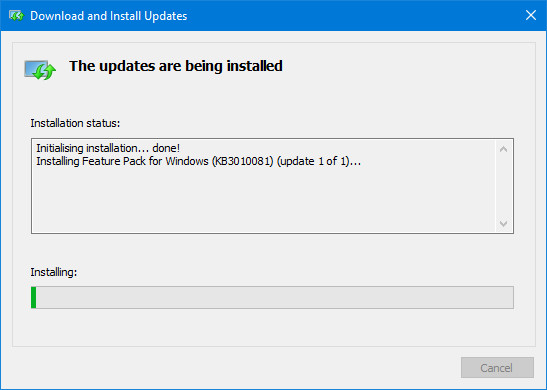 Download and Install Updates
The updates are being installed
Installation status:
Initialising installation... done!
Installing Feature Pack for Windows (KB3010081) (update 1 of 1)...
Installing:
Cancel